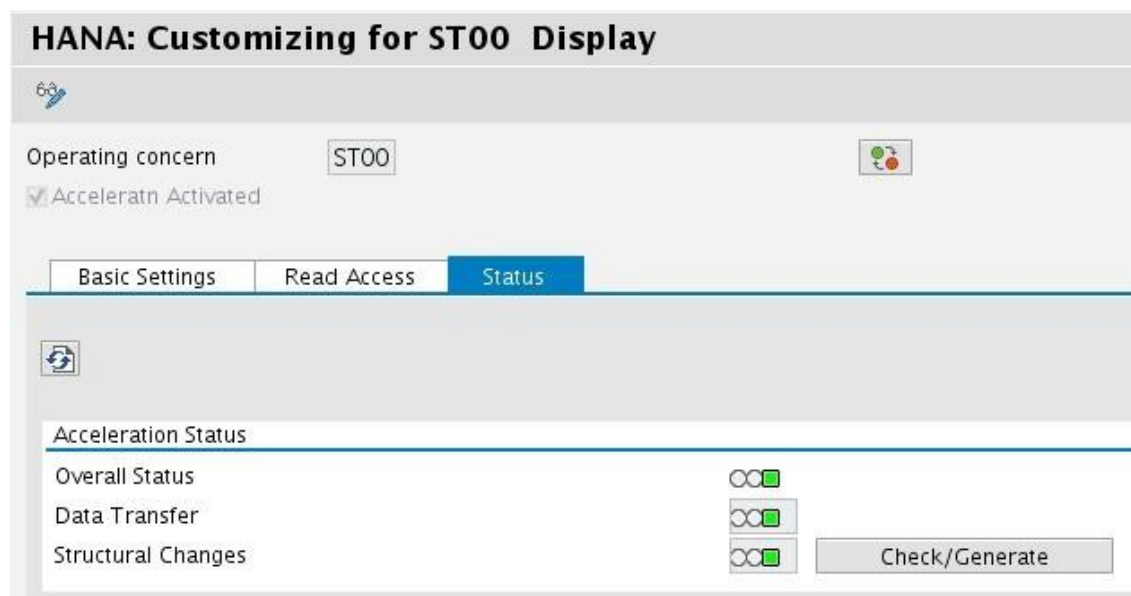 HANA: Customizing for ST00 Display
Operating concern ST00
Acceleratn Activated
Basic Settings Read Access Status
Acceleration Status
Overall Status
Data Transfer
Structural Changes Check/Generate